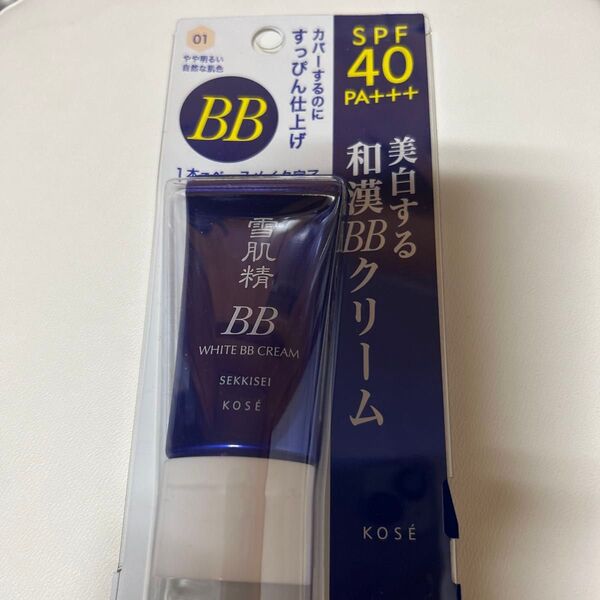 01
やや明るい
自然な肌色
BB
カバーするのに
すっぴん仕上げ
SPF
40
PA+++
美白する
和漢BBクリーム
KOSÉ
雪肌精
BB
WHITE BB CREAM
SEKKISEI
KOSÉ